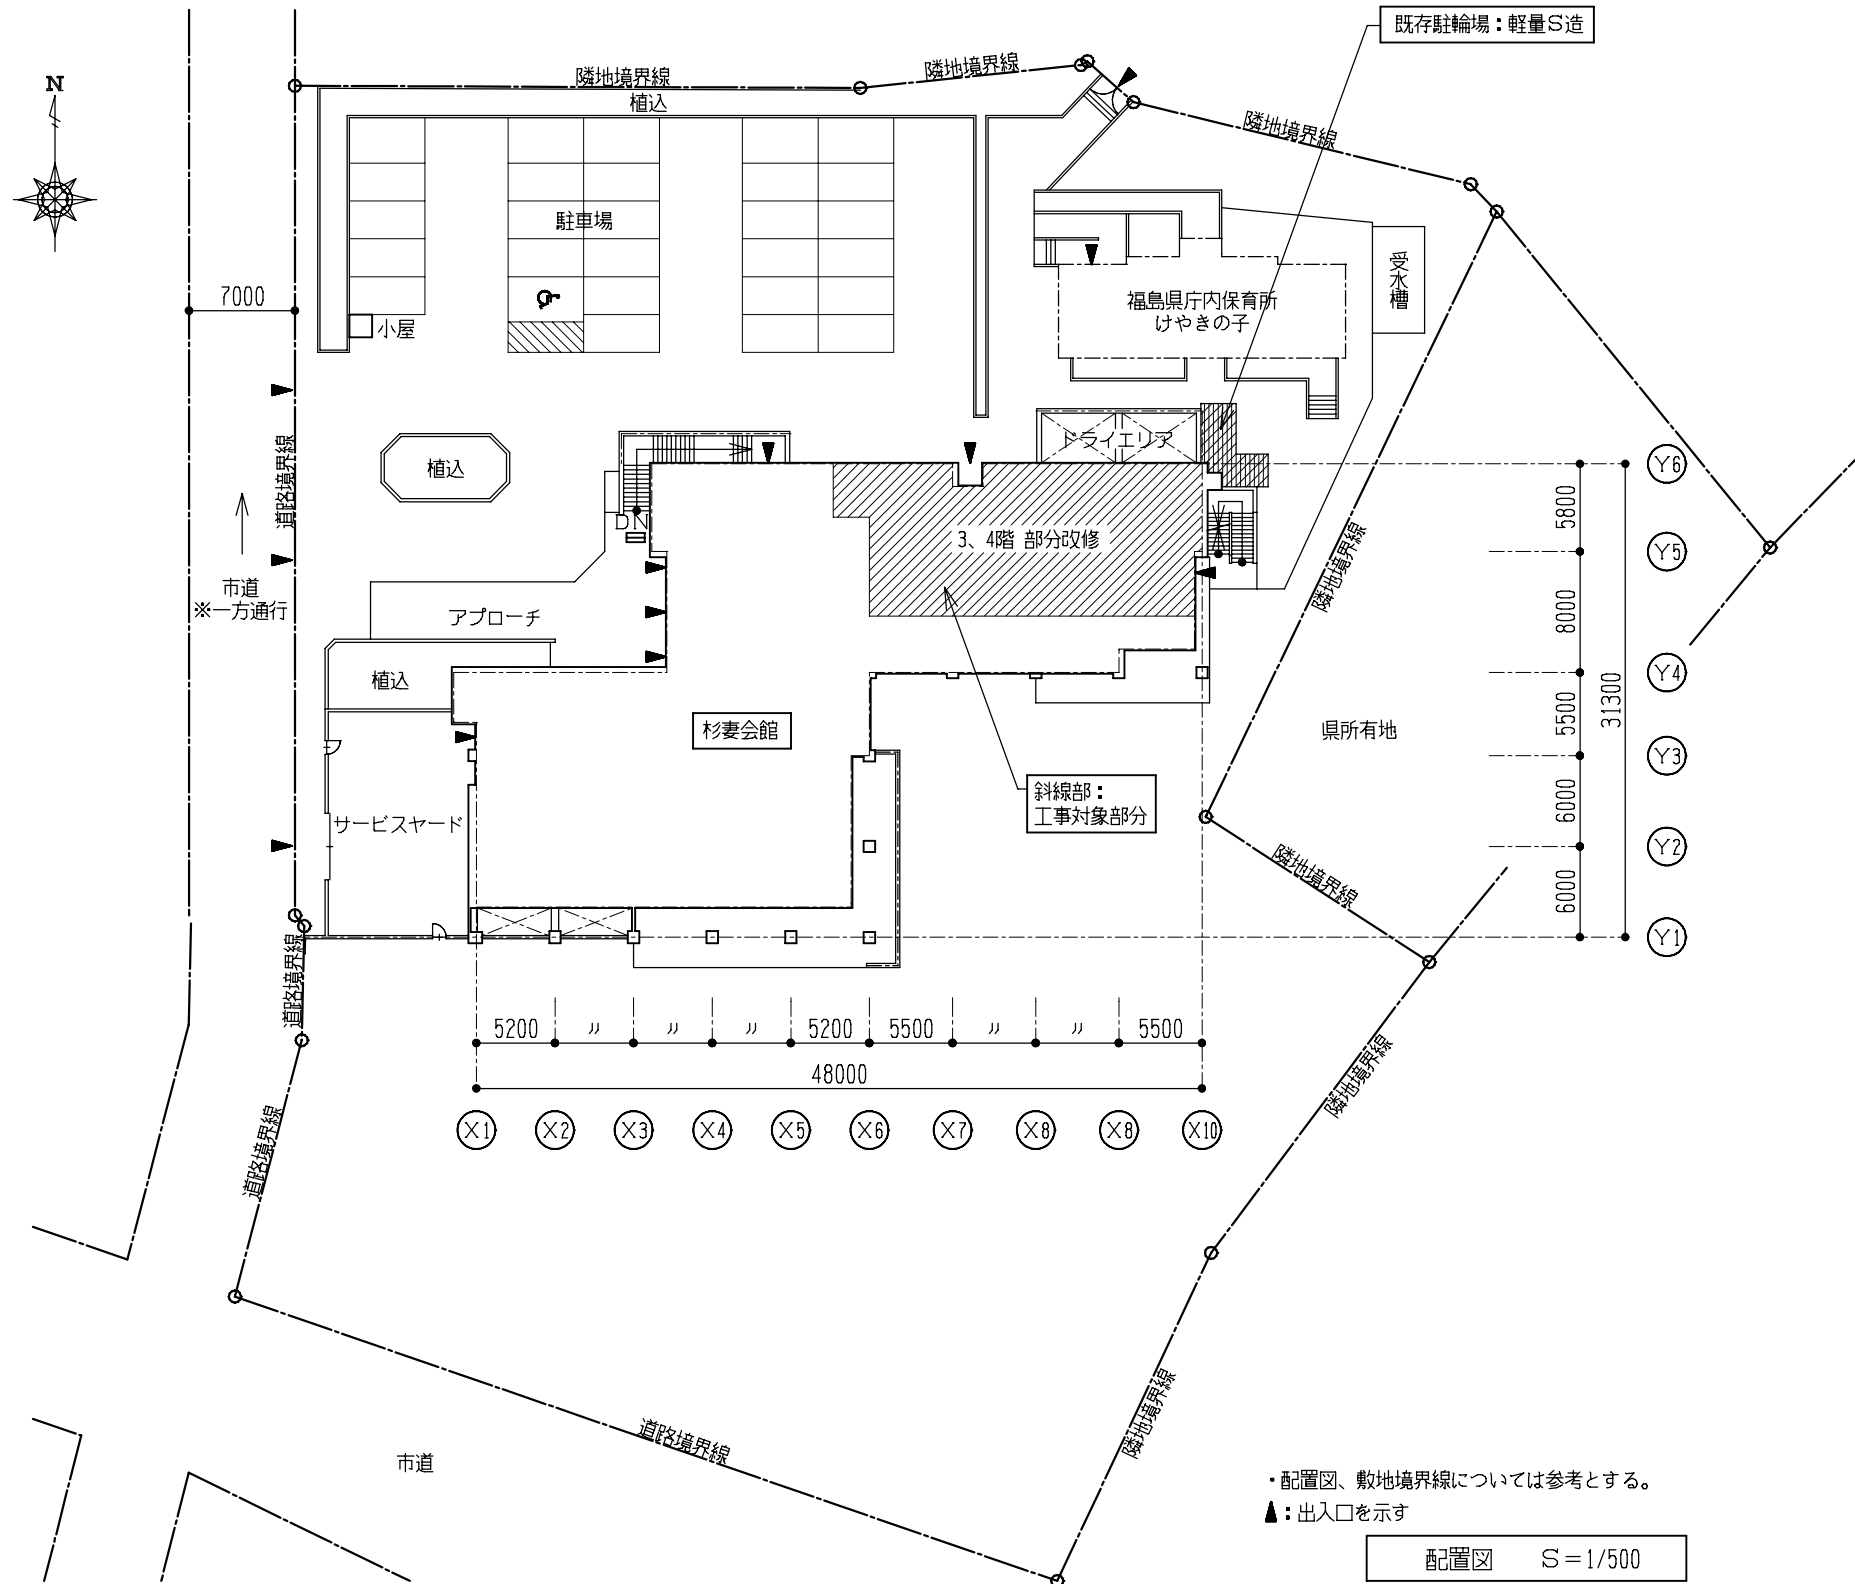 既存駐輪場：軽量S造
N
隣地境界線
隣地境界線
植込
隣地境界線
駐車場
受水槽
7000
小屋
福島県庁内保育所
けやきの子
道路境界線
植込
ドライエリア
Y6
5800
DN
3、4階 部分改修
Y5
隣地境界線
市道
※一方通行
アプローチ
8000
植込
Y4
31300
5500
杉妻会館
県所有地
Y3
斜線部：
工事対象部分
6000
サービスヤード
Y2
隣地境界線
6000
Y1
道路境界線
5200
〃
〃
〃
5200
5500
〃
〃
5500
48000
隣地境界線
X1
X2
X3
X4
X5
X6
X7
X8
X8
X10
道路境界線
隣地境界線
道路境界線
市道
・配置図、敷地境界線については参考とする。
▲：出入口を示す
配置図 S=1/500